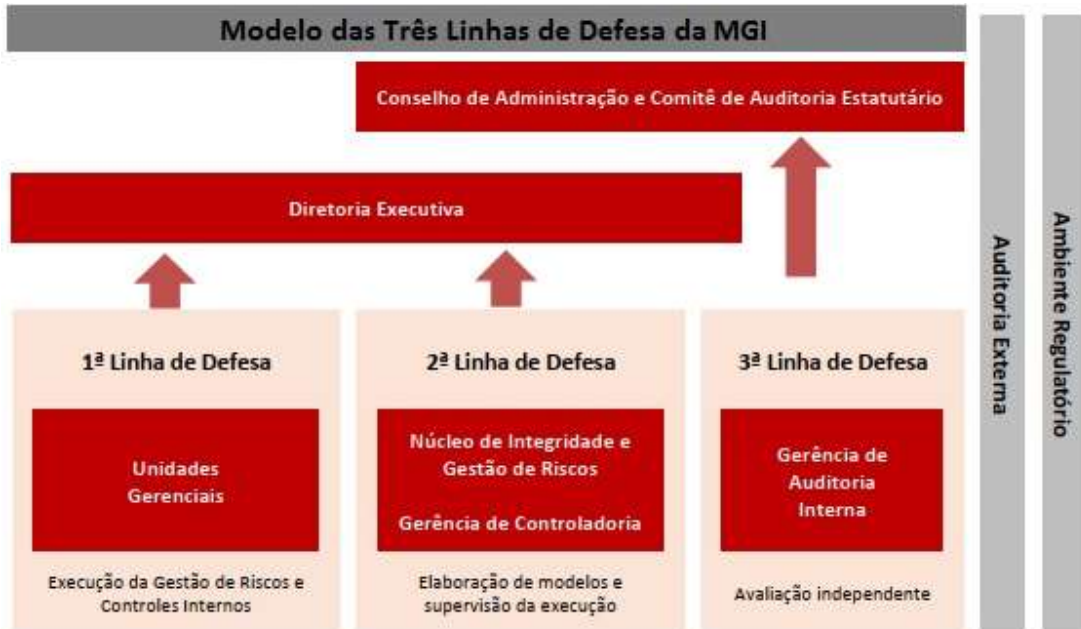 Modelo das Três Linhas de Defesa da MGI
Conselho de Administração e Comitê de Auditoria Estatutário
Diretoria Executiva
1ª Linha de Defesa
Unidades
Gerenciais
Execução da Gestão de Riscos e
Controles Internos
2ª Linha de Defesa
Núcleo de Integridade e
Gestão de Riscos
Gerência de Controladoria
Elaboração de modelos e
supervisão da execução
3ª Linha de Defesa
Gerência de
Auditoria
Interna
Avaliação independente
Auditoria Externa
Ambiente Regulatório